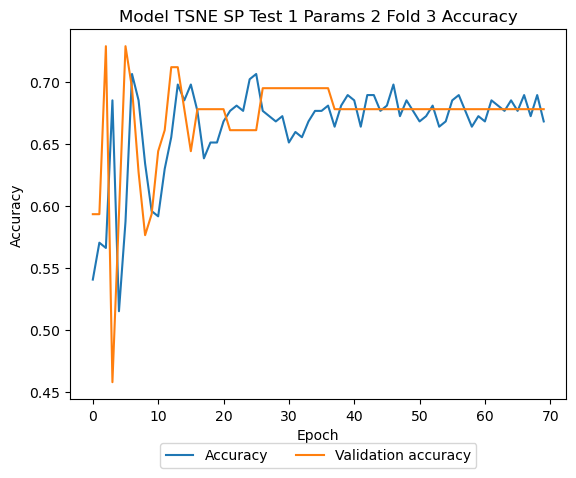 Model TSNE SP Test 1 Params 2 Fold 3 Accuracy
0.70
0.65
0.60
0.55
0.50
0.45
Accuracy
0 10 20 30 40 50 60 70
Epoch
Accuracy Validation accuracy